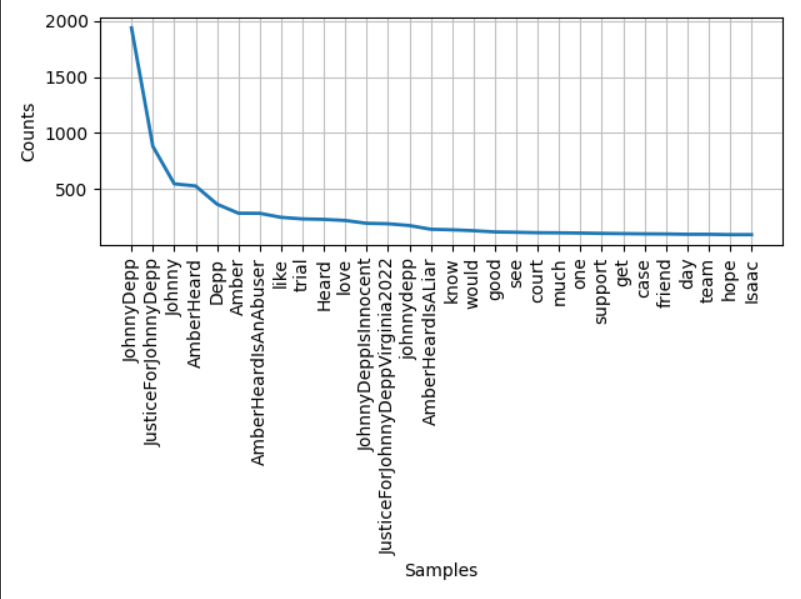 2000
1500
1000
500
Counts
JohnnyDepp
JusticeForJohnnyDepp
Johnny
AmberHeard
Depp
Amber
AmberHeardIsAnAbuser
like
trial
Heard
love
JohnnyDeppIsInnocent
JusticeForJohnnyDeppVirginia2022
johnnydepp
AmberHeardIsALiar
know
would
good
see
court
much
one
support
get
case
friend
day
team
hope
Isaac
Samples